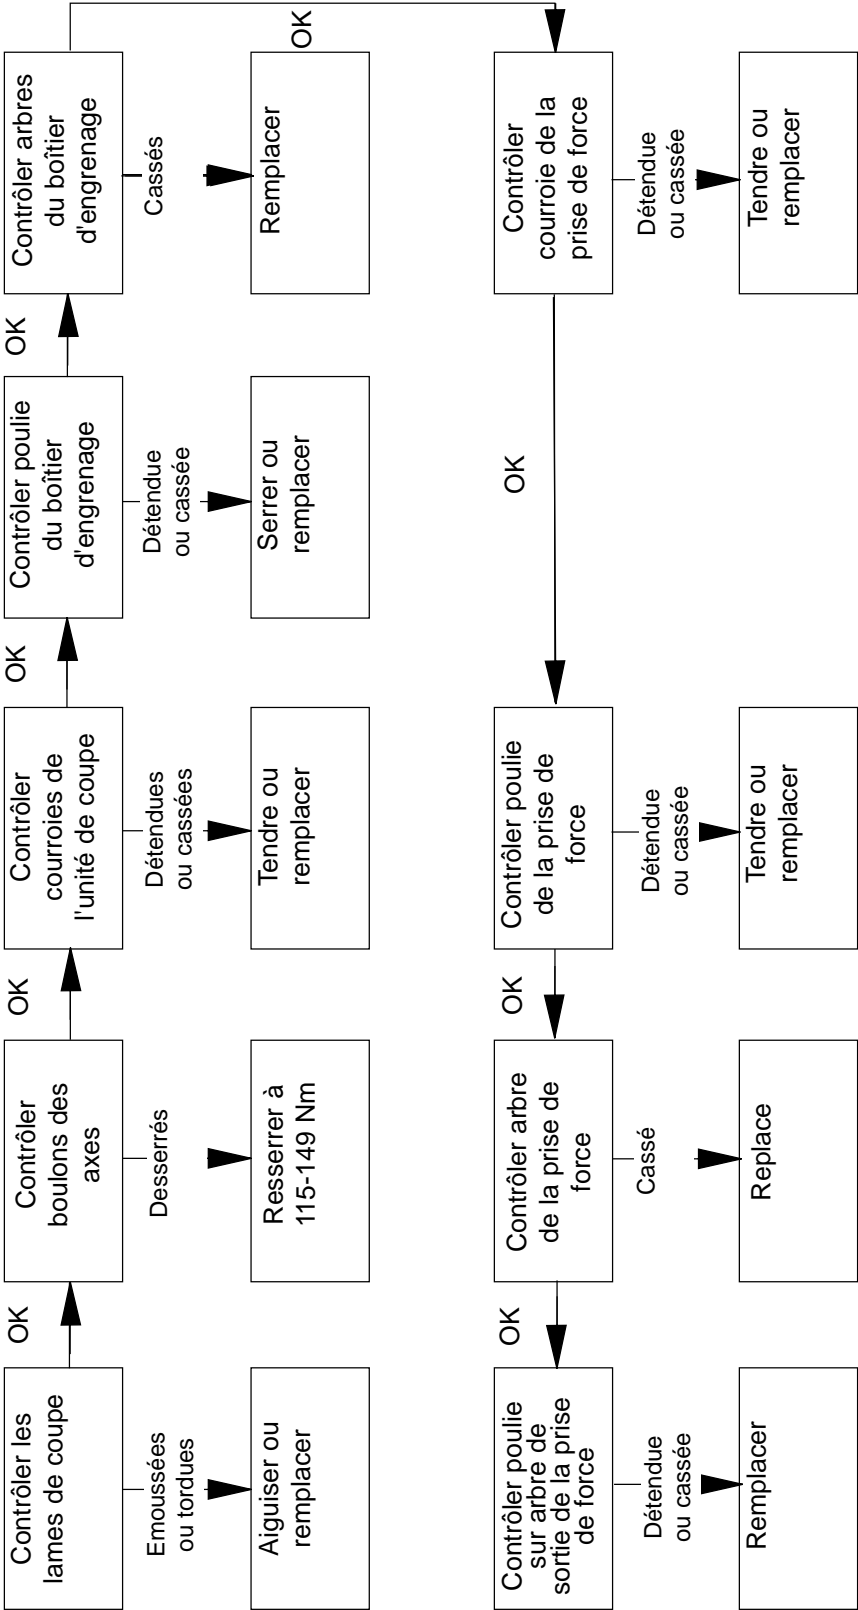 Contrôler les
lames de coupe
Emoussées
ou tordues
Aiguiser ou
remplacer
OK
Contrôler
boulons des
axes
Desserrés
Resserrer à
115-149 Nm
OK
Contrôler
courroies de
l'unité de coupe
Détendues
ou cassées
Tendre ou
remplacer
OK
Contrôler poulie
du boîtier
d'engrenage
Détendue
ou cassée
Serrer ou
remplacer
OK
Contrôler arbres
du boîtier
d'engrenage
Cassés
Remplacer
OK
Contrôler
courroie de la
prise de force
Détendue
ou cassée
Tendre ou
remplacer
OK
Contrôler poulie
de la prise de
force
Détendue
ou cassée
Tendre ou
remplacer
OK
Contrôler arbre
de la prise de
force
Cassé
Replace
OK
Contrôler poulie
sur arbre de
sortie de la prise
de force
Détendue
ou cassée
Remplacer